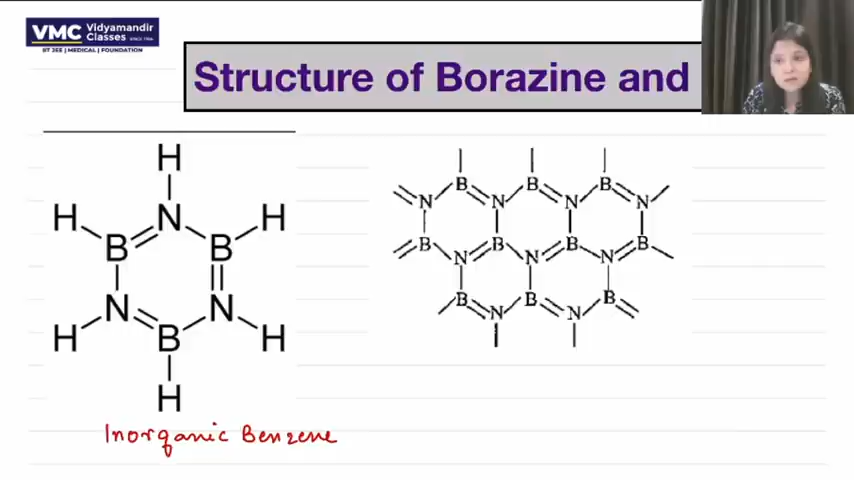 VMC Vidyamandir Classes SINCE 1986
IIT JEE | MEDICAL | FOUNDATION
Structure of Borazine and
H
H N H
B B
N N
H B H
H
Inorganic Benzene
B B B
N N N N
B B B B
N N N
B B B
N N